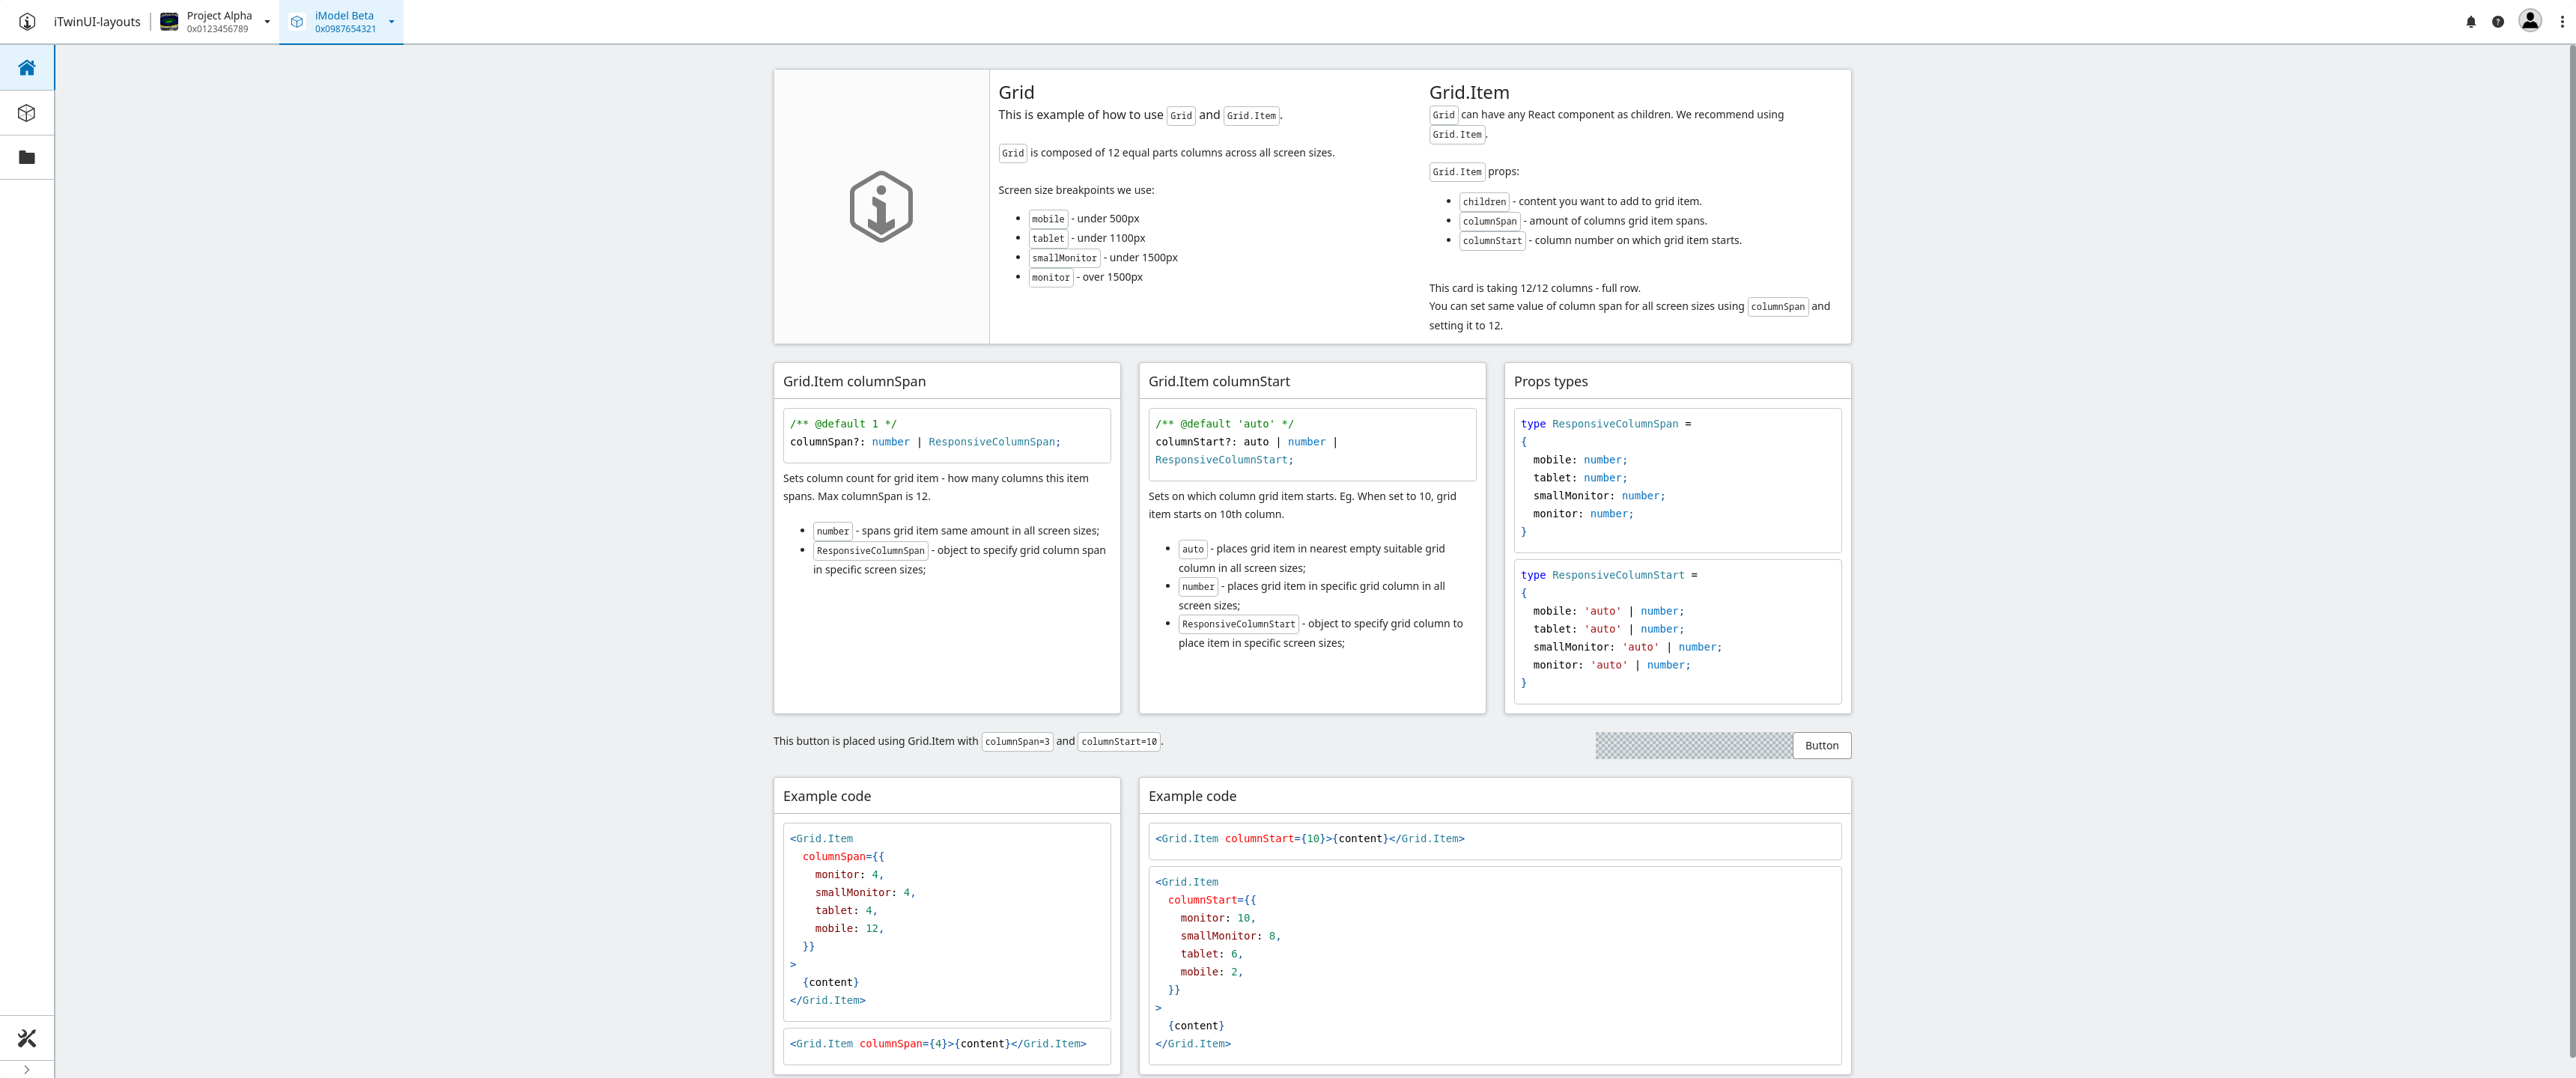 iTwinUI-layouts
Project Alpha
0x0123456789
iModel Beta
0x0987654321
Grid
This is example of how to use Grid and Grid.Item.
Grid is composed of 12 equal parts columns across all screen sizes.
Screen size breakpoints we use:
mobile - under 500px
tablet - under 1100px
smallMonitor - under 1500px
monitor - over 1500px
Grid.Item
Grid can have any React component as children. We recommend using
Grid.Item.
Grid.Item props:
children - content you want to add to grid item.
columnSpan - amount of columns grid item spans.
columnStart - column number on which grid item starts.
This card is taking 12/12 columns - full row.
You can set same value of column span for all screen sizes using columnSpan and
setting it to 12.
Grid.Item columnSpan
/** @default 1 */
columnSpan?: number | ResponsiveColumnSpan;
Sets column count for grid item - how many columns this item
spans. Max columnSpan is 12.
number - spans grid item same amount in all screen sizes;
ResponsiveColumnSpan - object to specify grid column span
in specific screen sizes;
Grid.Item columnStart
/** @default 'auto' */
columnStart?: auto | number |
ResponsiveColumnStart;
Sets on which column grid item starts. Eg. When set to 10, grid
item starts on 10th column.
auto - places grid item in nearest empty suitable grid
column in all screen sizes;
number - places grid item in specific grid column in all
screen sizes;
ResponsiveColumnStart - object to specify grid column to
place item in specific screen sizes;
Props types
type ResponsiveColumnSpan =
{
mobile: number;
tablet: number;
smallMonitor: number;
monitor: number;
}
type ResponsiveColumnStart =
{
mobile: 'auto' | number;
tablet: 'auto' | number;
smallMonitor: 'auto' | number;
monitor: 'auto' | number;
}
This button is placed using Grid.Item with columnSpan=3 and columnStart=10.
Button
Example code
<Grid.Item
columnSpan={{
monitor: 4,
smallMonitor: 4,
tablet: 4,
mobile: 12,
}}
>
{content}
</Grid.Item>
<Grid.Item columnSpan={4}>{content}</Grid.Item>
Example code
<Grid.Item columnStart={10}>{content}</Grid.Item>
<Grid.Item
columnStart={{
monitor: 10,
smallMonitor: 8,
tablet: 6,
mobile: 2,
}}
>
{content}
</Grid.Item>